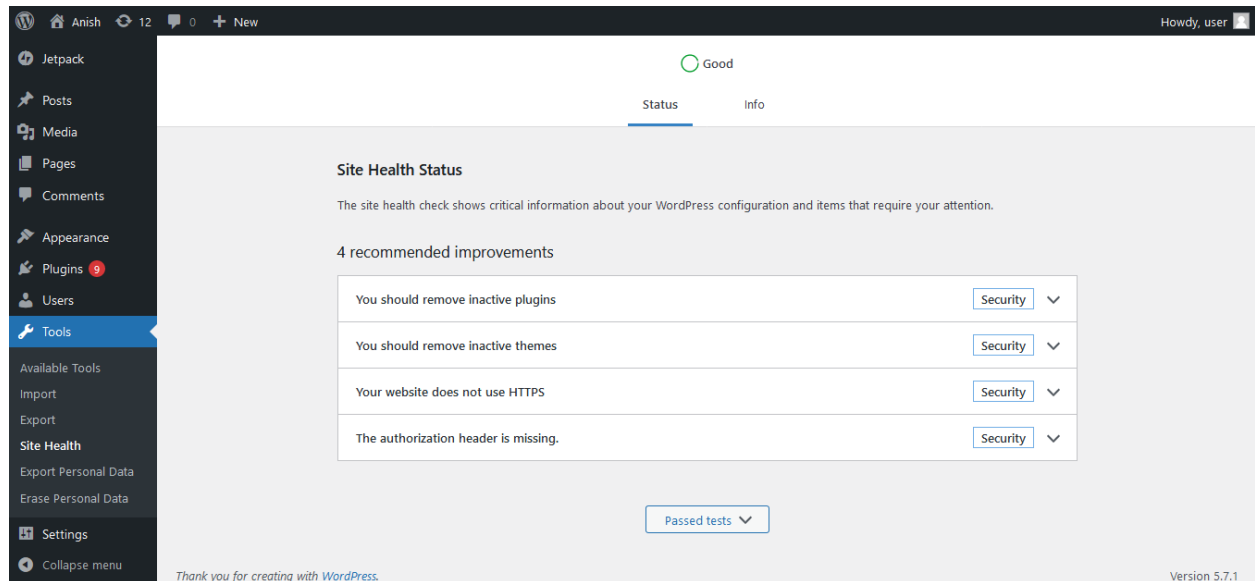 Anish 12 0 New Howdy, user
Jetpack
Posts
Media
Pages
Comments
Appearance
Plugins 9
Users
Tools
Available Tools
Import
Export
Site Health
Export Personal Data
Erase Personal Data
Settings
Collapse menu
Good
Status Info
Site Health Status
The site health check shows critical information about your WordPress configuration and items that require your attention.
4 recommended improvements
You should remove inactive plugins Security
You should remove inactive themes Security
Your website does not use HTTPS Security
The authorization header is missing. Security
Passed tests
Thank you for creating with WordPress. Version 5.7.1